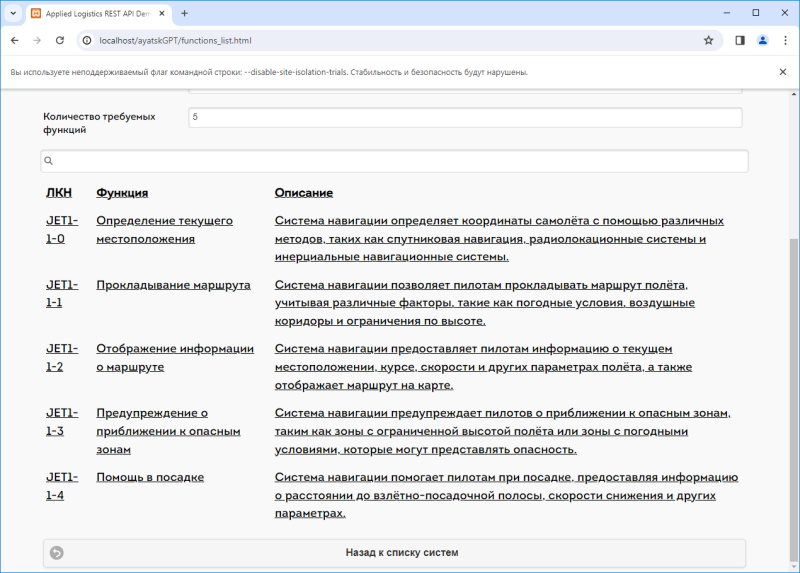 Applied Logistics REST API Den
localhost/ayatskGPT/functions_list.html
Вы используете неподдерживаемый флаг командной строки: --disable-site-isolation-trials. Стабильность и безопасность будут нарушены.
Количество требуемых 5
функций
ЛКН Функция Описание
JET1- Определение текущего Система навигации определяет координаты самолёта с помощью различных
1-0 местоположения методов, таких как спутниковая навигация, радиолокационные системы и
инерциальные навигационные системы.
JET1- Прокладывание маршрута Система навигации позволяет пилотам прокладывать маршрут полёта,
1-1 учитывая различные факторы, такие как погодные условия, воздушные
коридоры и ограничения по высоте.
JET1- Отображение информации Система навигации предоставляет пилотам информацию о текущем
1-2 о маршруте местоположении, курсе, скорости и других параметрах полёта, а также
отображает маршрут на карте.
JET1- Предупреждение о Система навигации предупреждает пилотов о приближении к опасным зонам,
1-3 приближении к опасным таким как зоны с ограниченной высотой полёта или зоны с погодными
зонам условиями, которые могут представлять опасность.
JET1- Помощь в посадке Система навигации помогает пилотам при посадке, предоставляя информацию
1-4 о расстоянии до взлётно-посадочной полосы, скорости снижения и других
параметрах.
Назад к списку систем